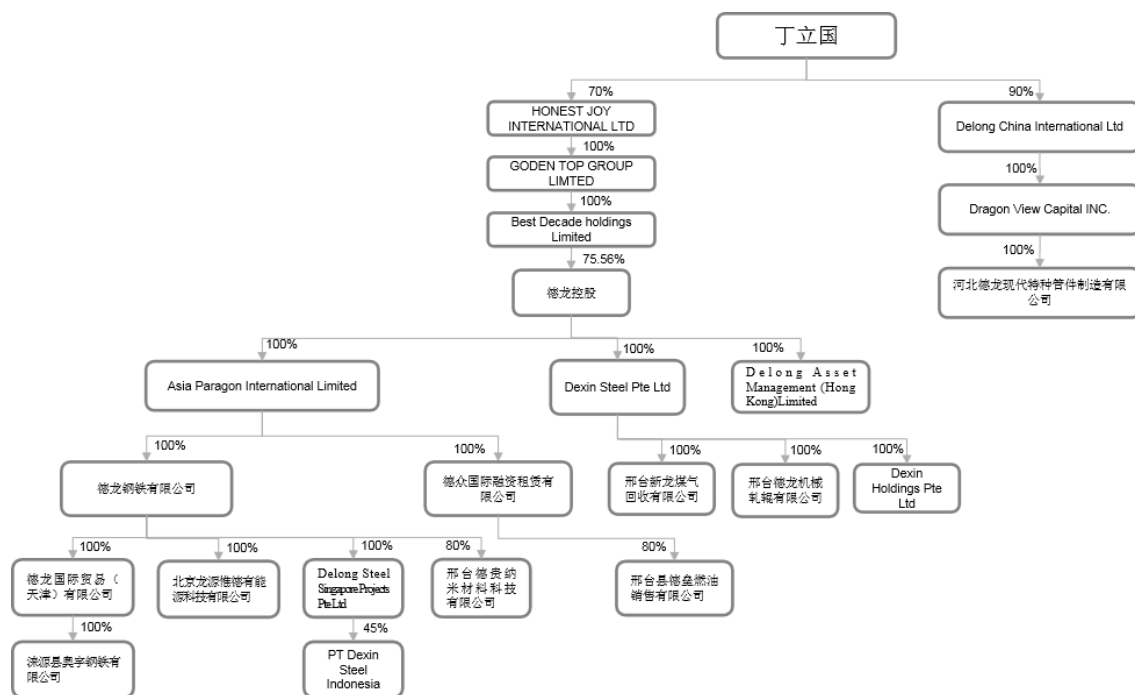 丁立国
70%
90%
HONEST JOY
INTERNATIONAL LTD
Delong China International Ltd
100%
100%
GODEN TOP GROUP
LIMTED
100%
Dragon View Capital INC.
Best Decade holdings
Limited
100%
75.56%
德龙控股
河北德龙现代特种管件制造有限
公司
100%
100%
100%
Asia Paragon International Limited
Dexin Steel Pte Ltd
Delong Asset
Management (Hong
Kong)Limited
100%
100%
100%
100%
100%
德龙钢铁有限公司
德众国际融资租赁有
限公司
邢台新龙煤气
回收有限公司
邢台德龙机械
轧辊有限公司
Dexin
Holdings Pte
Ltd
100%
100%
100%
80%
80%
德龙国际贸易（
天津）有限公司
北京龙源惟德有能
源科技有限公司
Delong Steel
Singapore Projects
Pte Ltd
邢台德贵纳
米材料科技
有限公司
邢台县德盘燃油
销售有限公司
100%
45%
涞源县奥宇钢铁有
限公司
PT Dexin
Steel
Indonesia